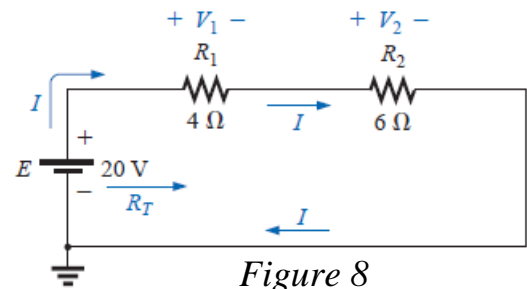 + V1 − + V2 −
R1 R2
I
4 Ω I 6 Ω
+
E 20 V
−
RT
I
Figure 8